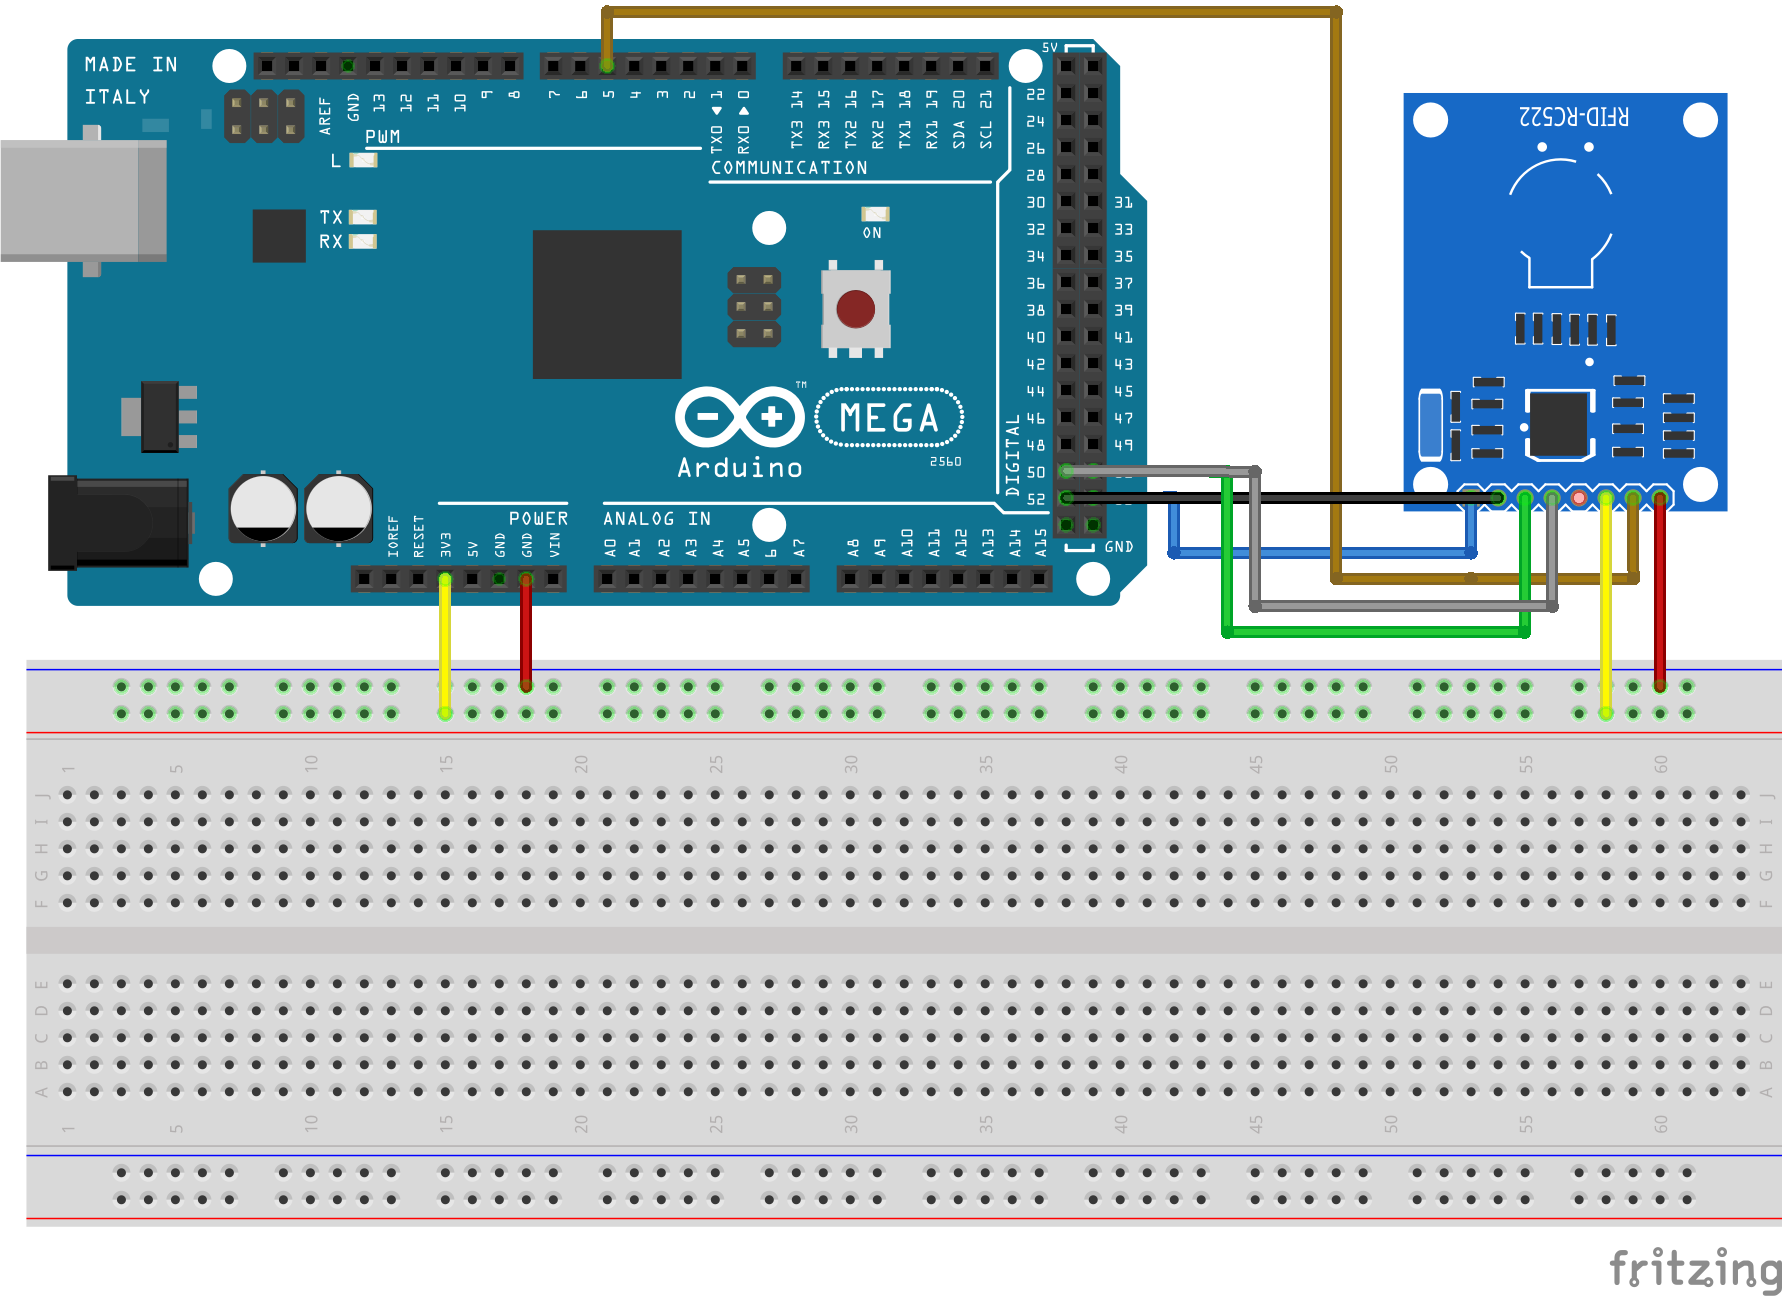 MADE IN
ITALY
AREF
GND
13
12
11
10
9
8
7
6
5
4
3
2
TX0 1
RX0 0
TX3 14
RX3 15
TX2 16
RX2 17
TX1 18
RX1 19
SDA 20
SCL 21
5V
PWM
L
TX
RX
COMMUNICATION
ON
22
24
26
28
30 31
32 33
34 35
36 37
38 39
40 41
42 43
44 45
46 47
48 49
50
52
GND
DIGITAL
MEGA
TM
Arduino
2560
POWER
ANALOG IN
IOREF
RESET
3V3
5V
GND
GND
VIN
A0
A1
A2
A3
A4
A5
6
A7
A8
A9
A10
A11
A12
A13
A14
A15
RFID-RC522
1 5 10 15 20 25 30 35 40 45 50 55 60
J J
I I
H H
G G
F F
E E
D D
C C
B B
A A
1 5 10 15 20 25 30 35 40 45 50 55 60
fritzing